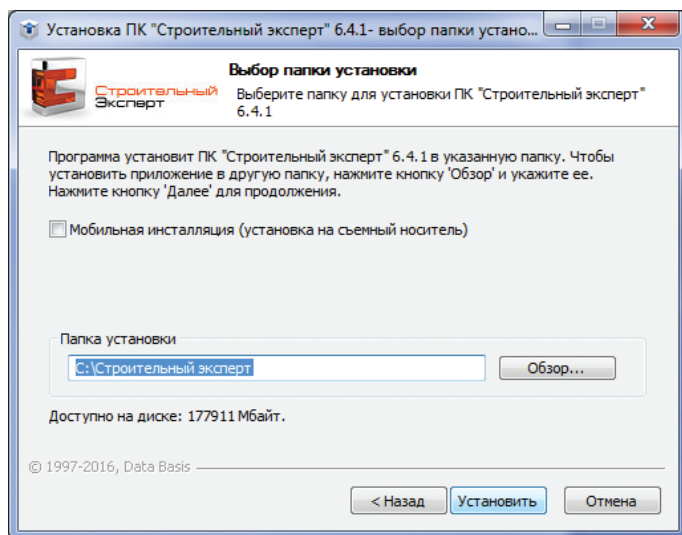 Установка ПК "Строительный эксперт" 6.4.1- выбор папки устано...
Выбор папки установки
Строительный
Эксперт
Выберите папку для установки ПК "Строительный эксперт"
6.4.1
Программа установит ПК "Строительный эксперт" 6.4.1 в указанную папку. Чтобы
установить приложение в другую папку, нажмите кнопку 'Обзор' и укажите ее.
Нажмите кнопку 'Далее' для продолжения.
Мобильная инсталляция (установка на съемный носитель)
Папка установки
C:\Строительный эксперт
Обзор...
Доступно на диске: 177911 Мбайт.
© 1997-2016, Data Basis
< Назад
Установить
Отмена